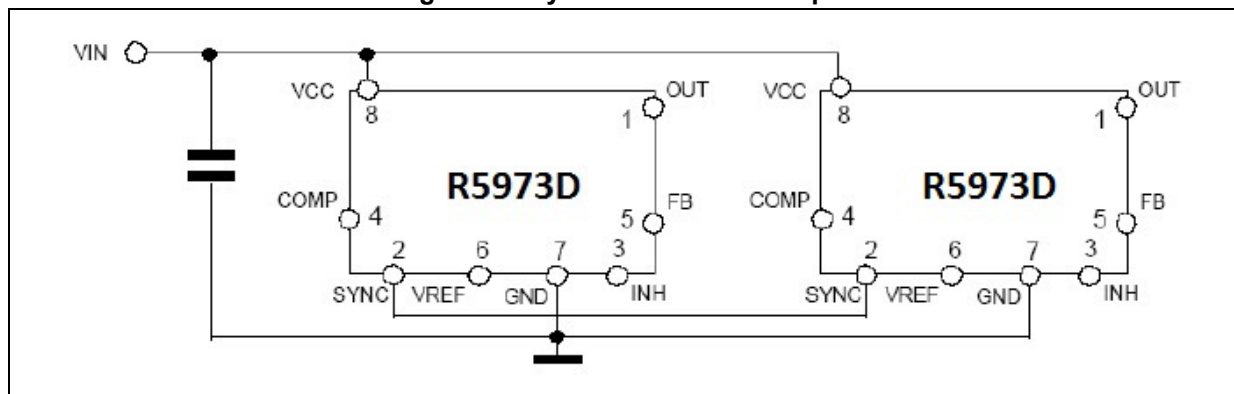 VIN
VCC
8
OUT
1
R5973D
COMP
4
FB
5
2
6
7
3
SYNC
VREF
GND
INH
VCC
8
OUT
1
R5973D
COMP
4
FB
5
2
6
7
3
SYNC
VREF
GND
INH